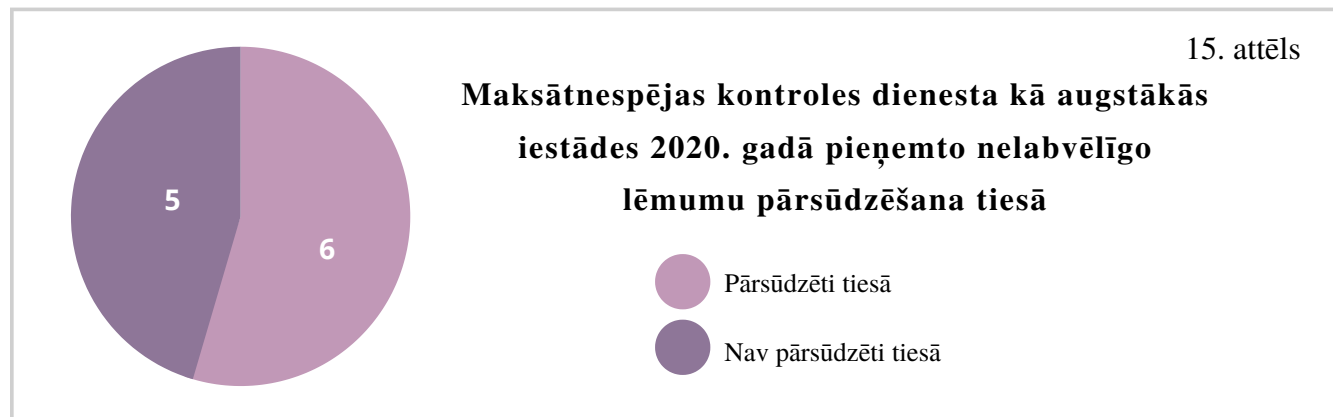 15. attēls
Maksātnespējas kontroles dienesta kā augstākās
iestādes 2020. gadā pieņemto nelabvēlīgo
lēmumu pārsūdzēšana tiesā
5
6
Pārsūdzēti tiesā
Nav pārsūdzēti tiesā